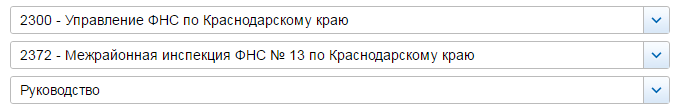 2300 - Управление ФНС по Краснодарскому краю
2372 - Межрайонная инспекция ФНС № 13 по Краснодарскому краю
Руководство